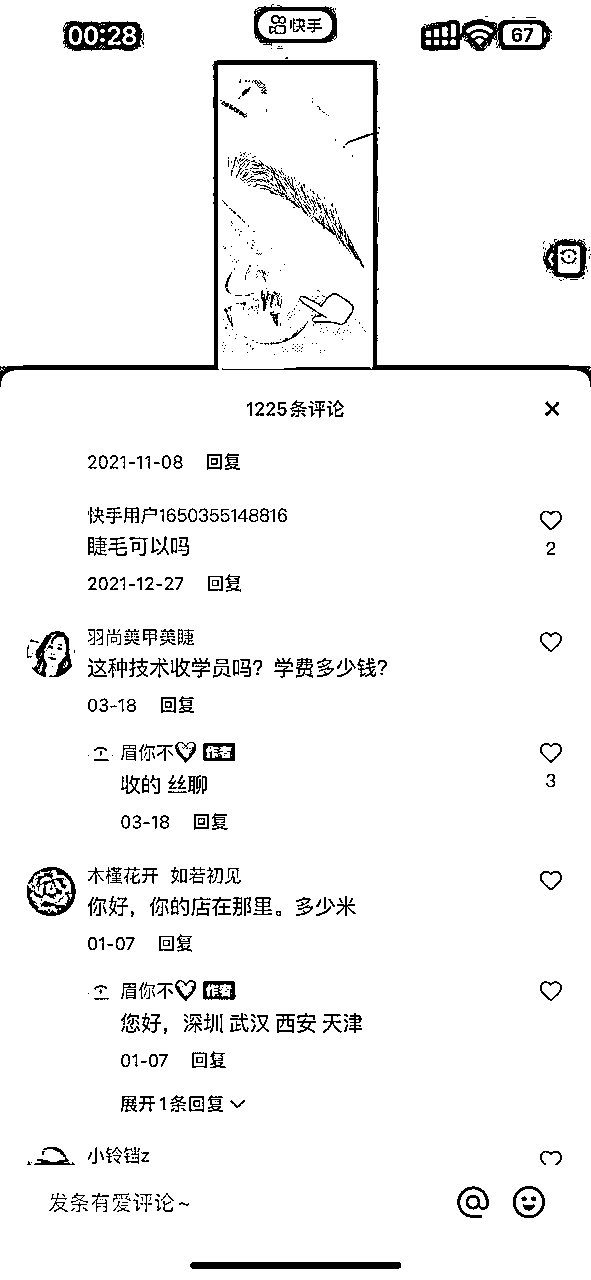 00:28
快手
67
1225条评论
2021-11-08 回复
快手用户1650355148816
睫毛可以吗
2
2021-12-27 回复
羽尚美甲美睫
这种技术收学员吗？学费多少钱？
03-18 回复
眉你不 作者
收的 丝聊
3
03-18 回复
木槿花开 如若初见
你好，你的店在那里。多少米
01-07 回复
眉你不 作者
您好，深圳 武汉 西安 天津
01-07 回复
展开1条回复
小铃铛z
发条有爱评论~